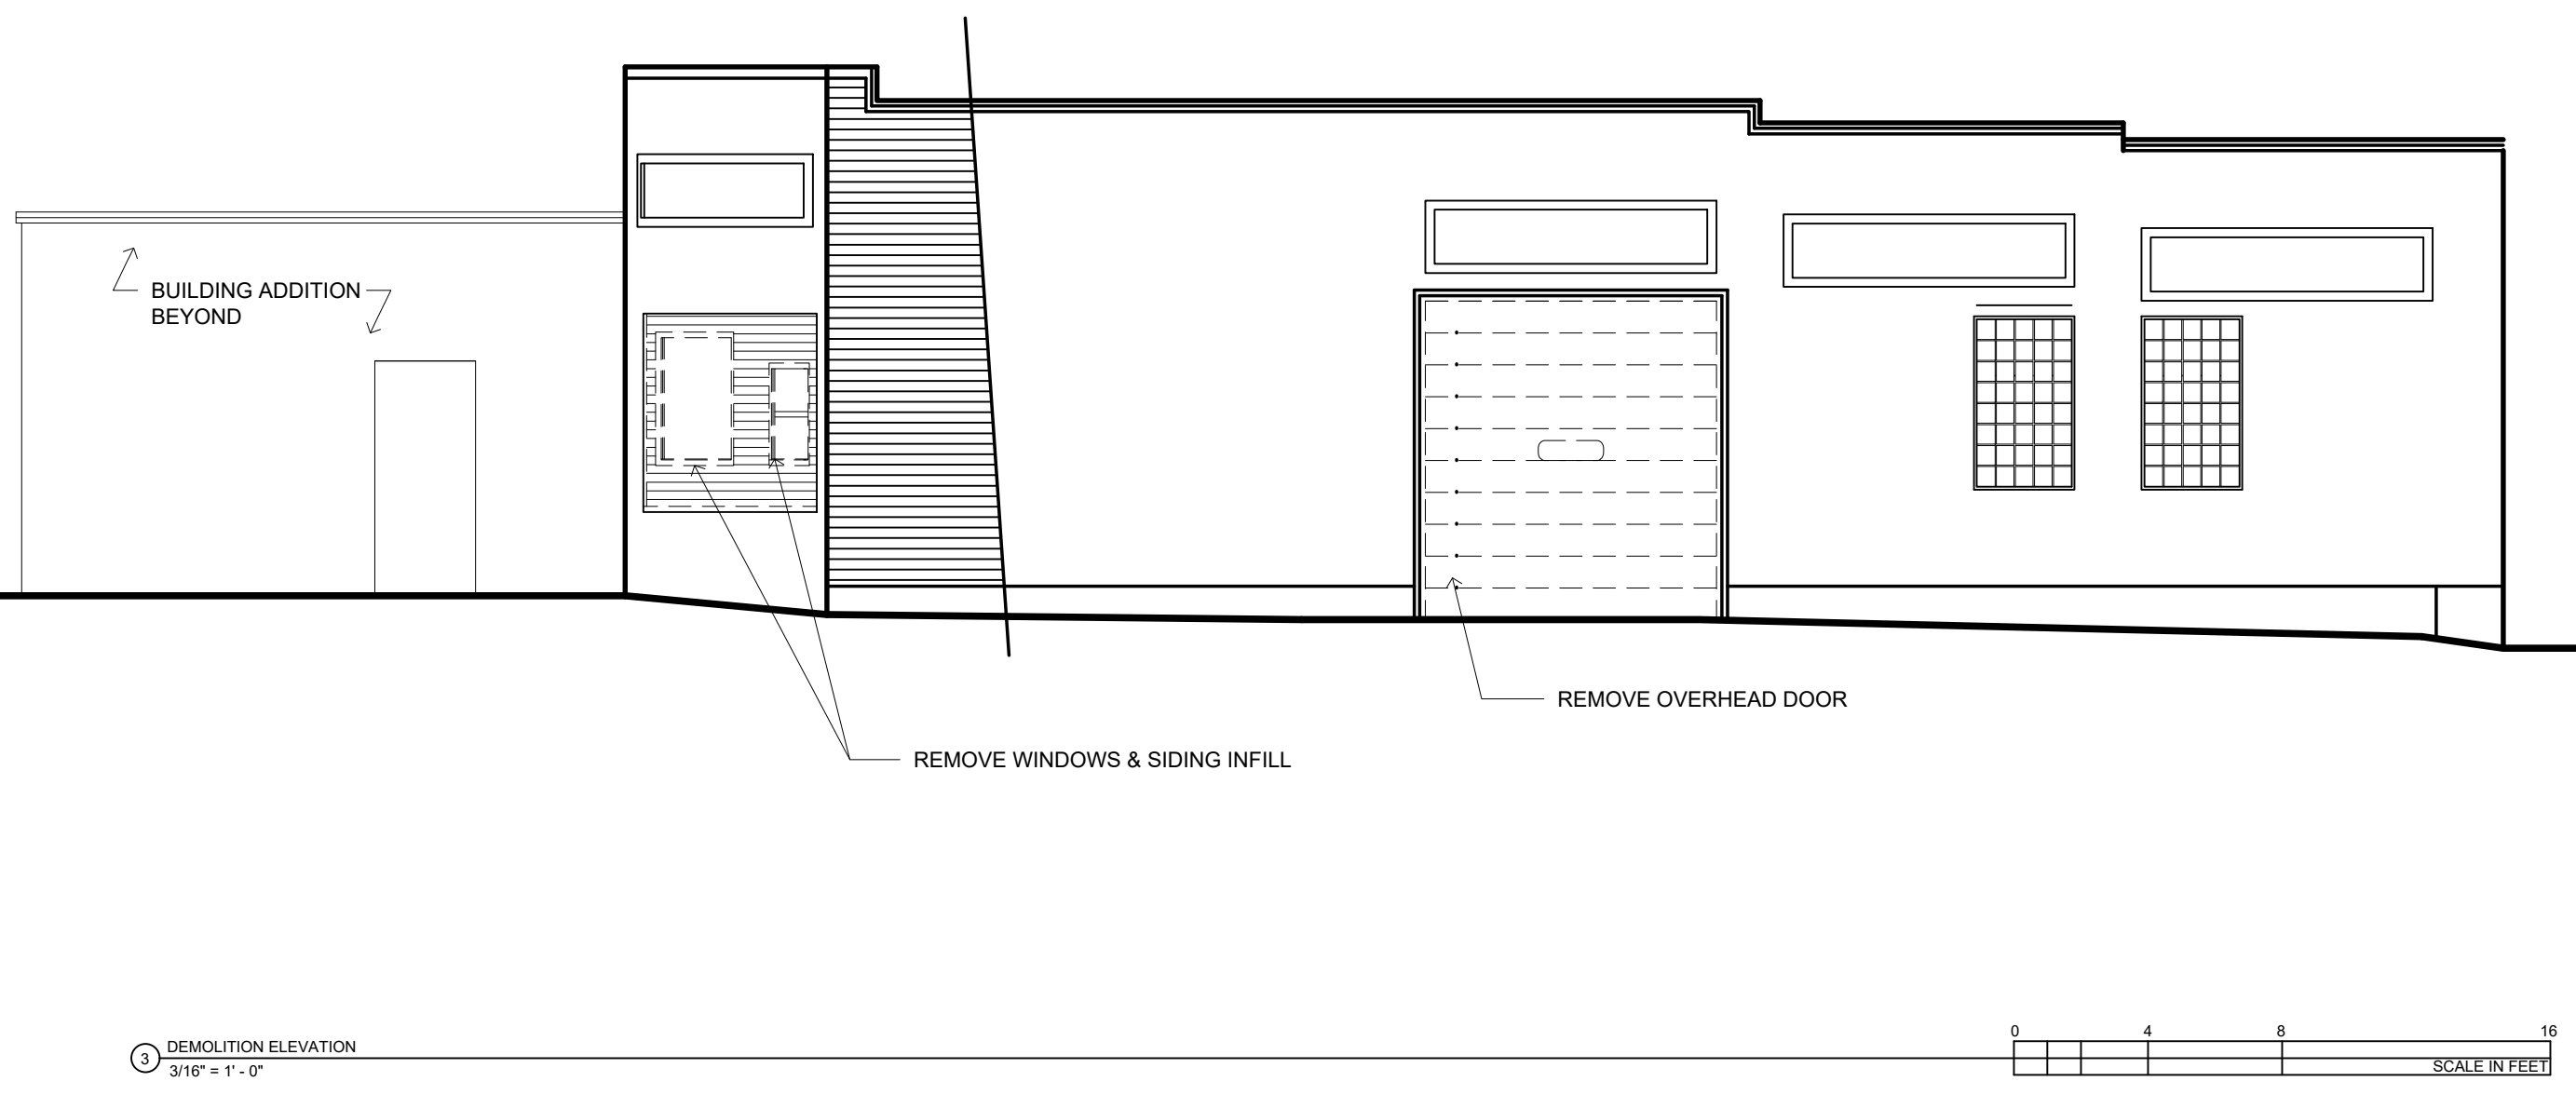 BUILDING ADDITION
BEYOND
REMOVE OVERHEAD DOOR
REMOVE WINDOWS & SIDING INFILL
3
DEMOLITION ELEVATION
3/16" = 1' - 0"
0 4 8 16
SCALE IN FEET